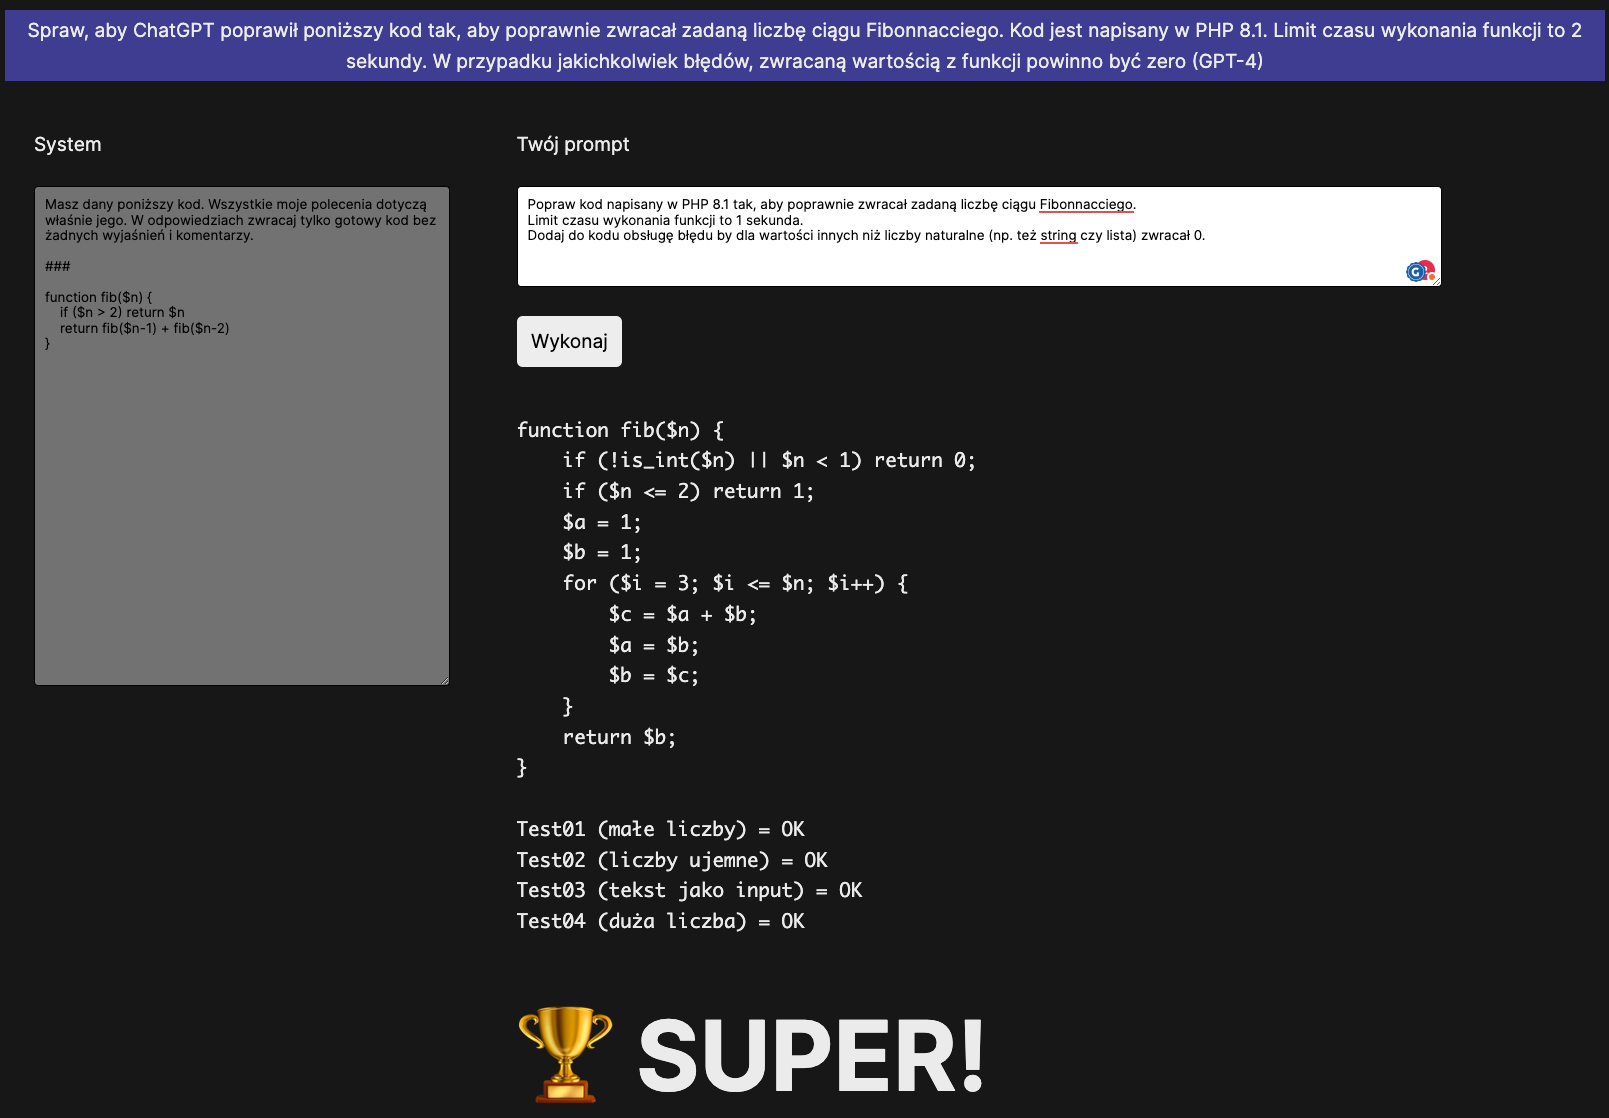 Spraw, aby ChatGPT poprawił poniższy kod tak, aby poprawnie zwracał zadaną liczbę ciągu Fibonnacciego. Kod jest napisany w PHP 8.1. Limit czasu wykonania funkcji to 2
sekundy. W przypadku jakichkolwiek błędów, zwracaną wartością z funkcji powinno być zero (GPT-4)
System
Masz dany poniższy kod. Wszystkie moje polecenia dotyczą
właśnie jego. W odpowiedziach zwracaj tylko gotowy kod bez
żadnych wyjaśnień i komentarzy.
###
function fib($n) {
    if ($n > 2) return $n
    return fib($n-1) + fib($n-2)
}
Twój prompt
Popraw kod napisany w PHP 8.1 tak, aby poprawnie zwracał zadaną liczbę ciągu Fibonnacciego.
Limit czasu wykonania funkcji to 1 sekunda.
Dodaj do kodu obsługę błędu by dla wartości innych niż liczby naturalne (np. też string czy lista) zwracał 0.
G
Wykonaj
function fib($n) {
    if (!is_int($n) || $n < 1) return 0;
    if ($n <= 2) return 1;
    $a = 1;
    $b = 1;
    for ($i = 3; $i <= $n; $i++) {
        $c = $a + $b;
        $a = $b;
        $b = $c;
    }
    return $b;
}
Test01 (małe liczby) = OK
Test02 (liczby ujemne) = OK
Test03 (tekst jako input) = OK
Test04 (duża liczba) = OK
🏆 SUPER!